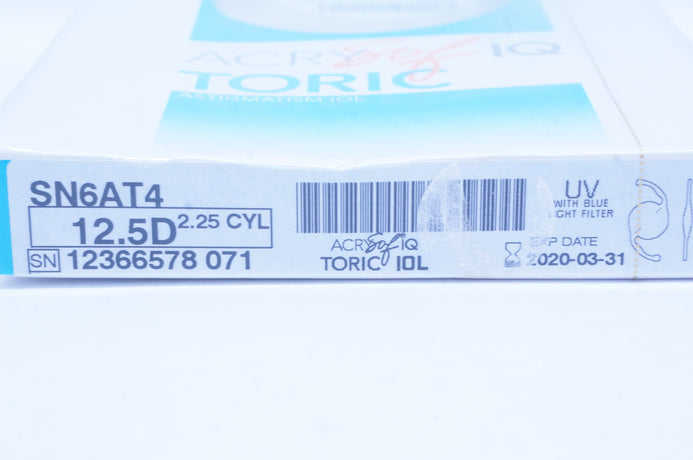 ACRYSof IQ
TORIC
ASTIGMATISM IOL
SN6AT4
12.5D 2.25 CYL
SN 12366578 071
ACRYSof IQ
TORIC IOL
UV
WITH BLUE
LIGHT FILTER
EXP DATE
2020-03-31